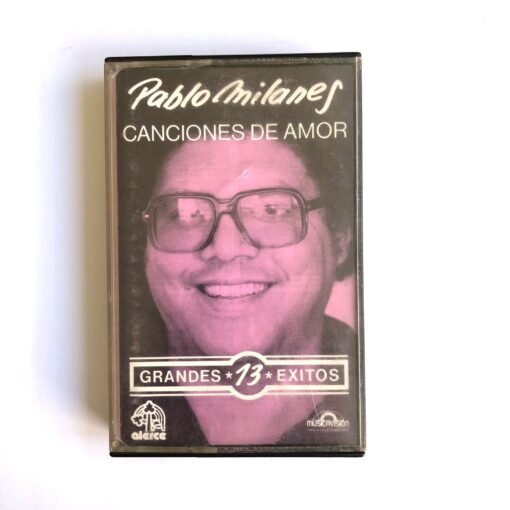 Pablo Milanes
CANCIONES DE AMOR
GRANDES *13* EXITOS
alerce
MUSICAVISION